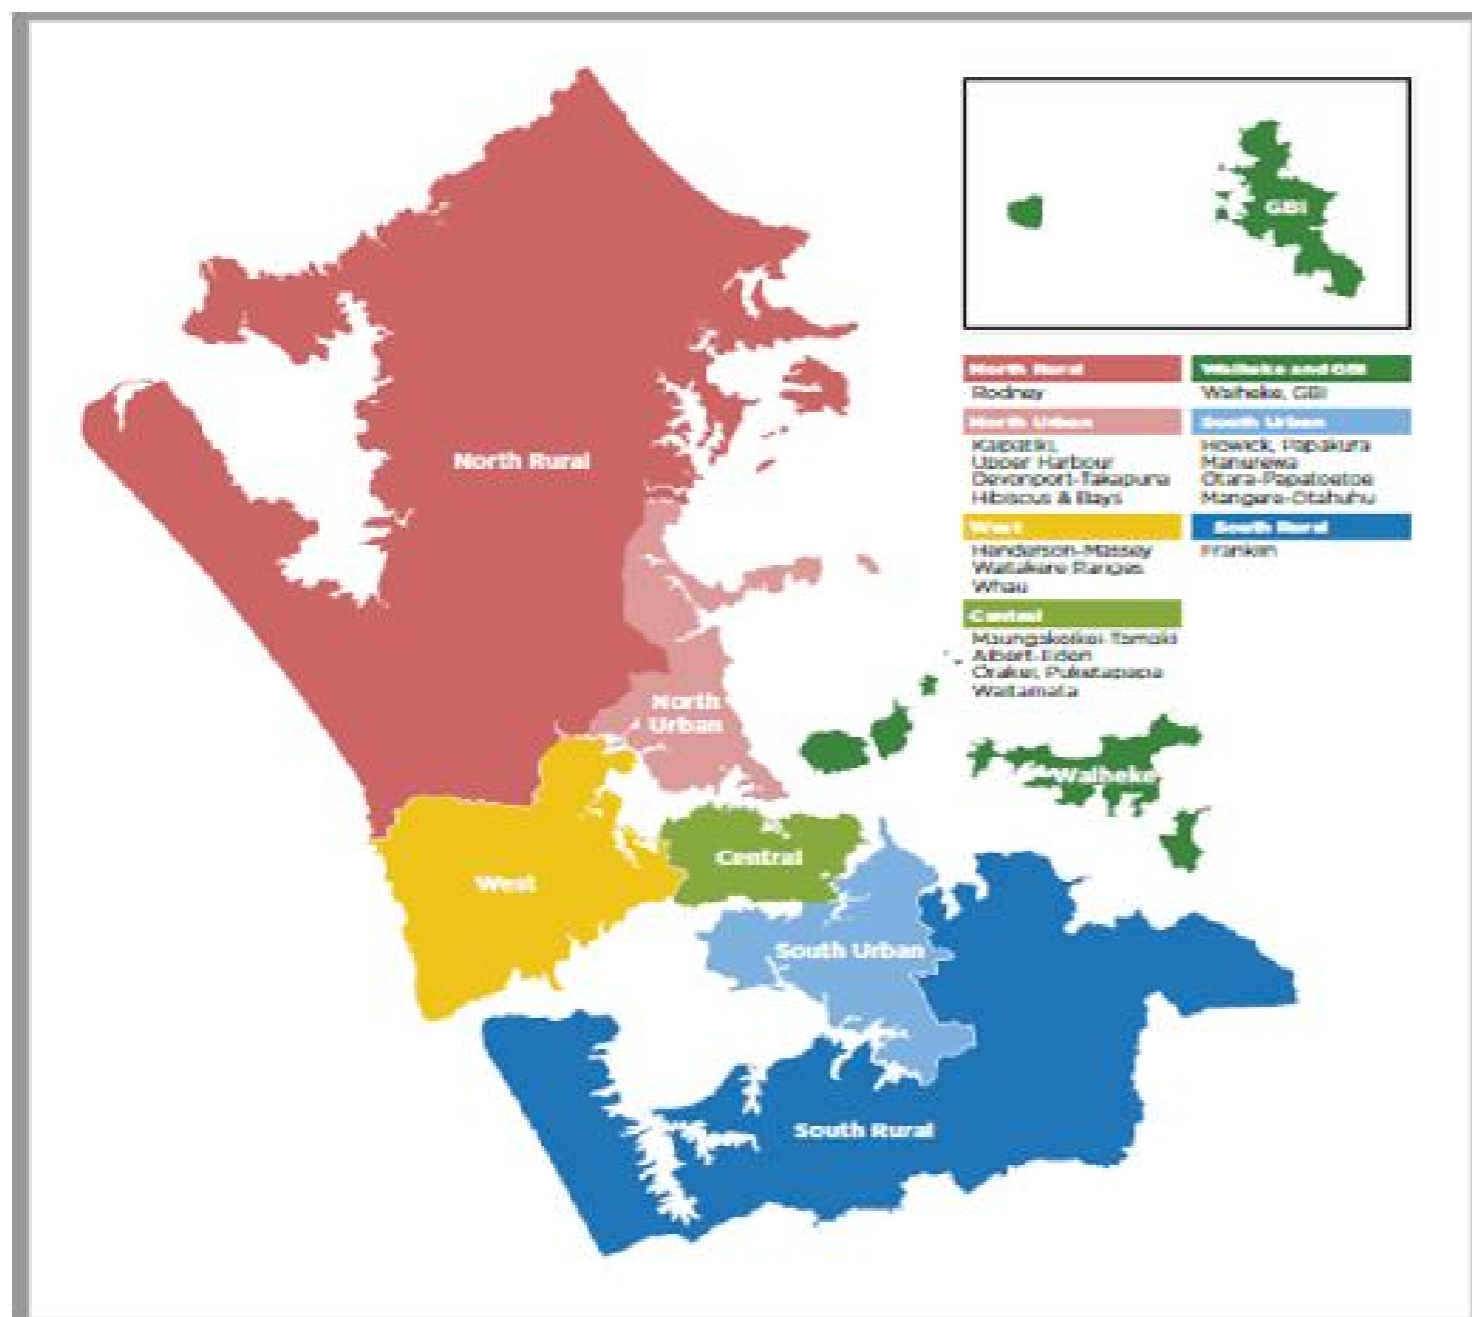 GBI
North Rural
North
Urban
West
Central
South Urban
South Rural
Waiheke
North Rural
Rodney
North Urban
Kaipatiki,
Upper Harbour
Devonport-Takapuna
Hibiscus & Bays
West
Henderson-Massey
Waitakere Ranges
Whau
Central
Maungakeikei-Tamaki
Albert-Eden
Orakei, Puketapapa
Waitamata
Waiheke and GBI
Waiheke, GBI
South Urban
Howick, Papakura
Manurewa
Otara-Papatoetoe
Mangere-Otahuhu
South Rural
Franklin